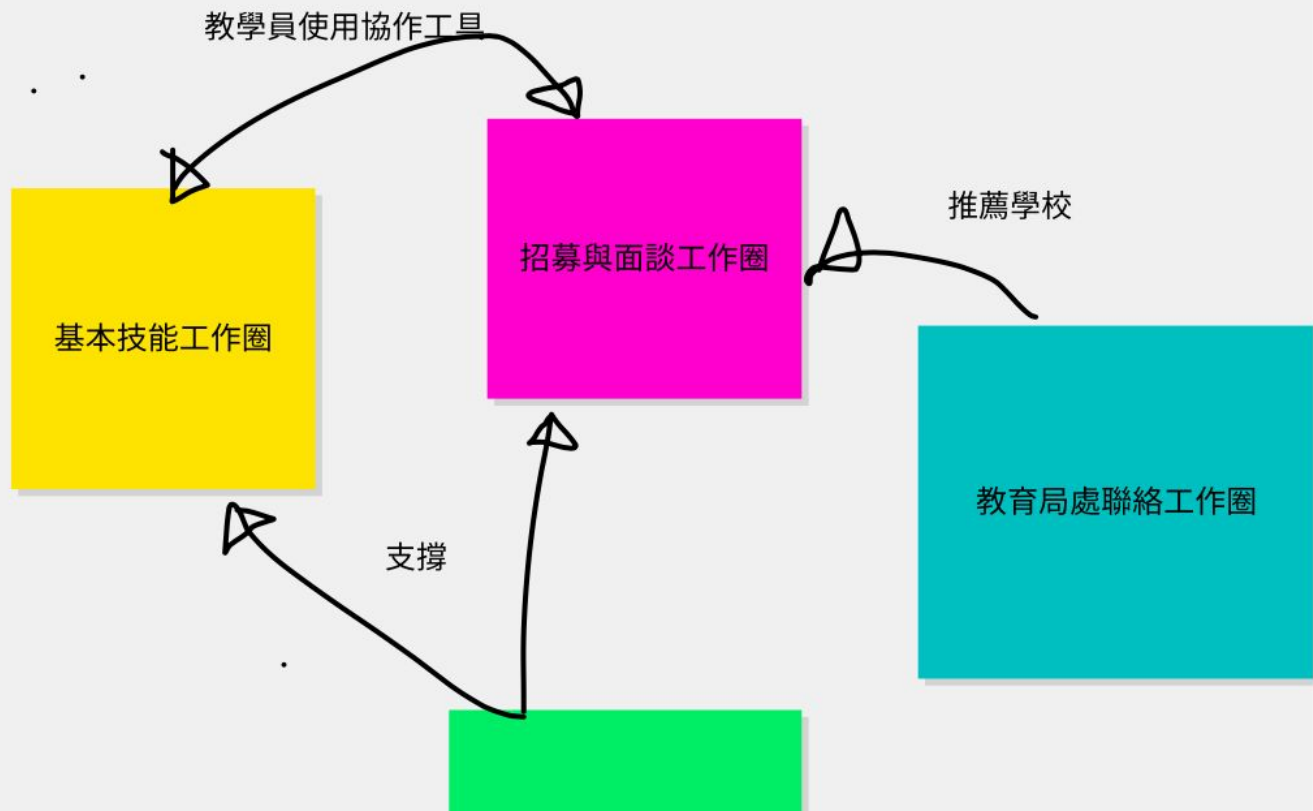 教學員使用協作工具
招募與面談工作圈
推薦學校
基本技能工作圈
教育局處聯絡工作圈
支撐